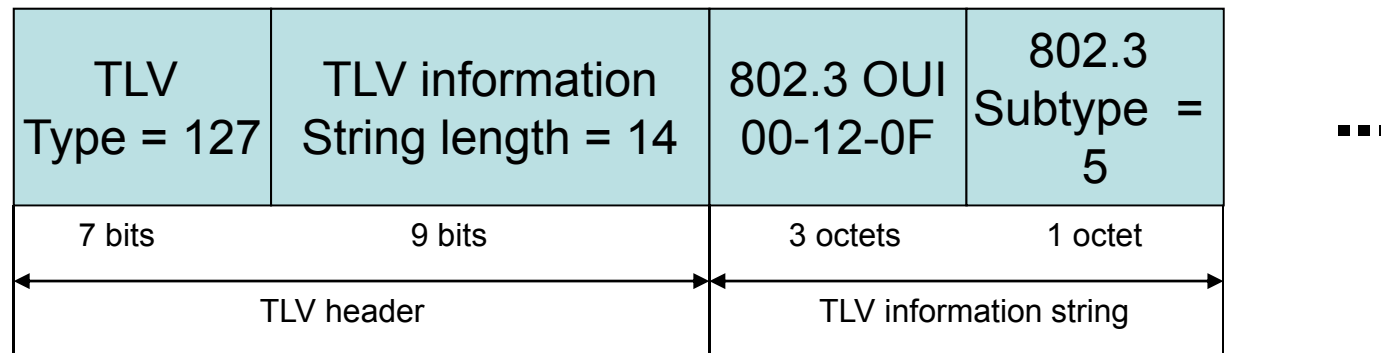 TLV
Type = 127
TLV information
String length = 14
802.3 OUI
00-12-0F
802.3
Subtype =
5
7 bits
9 bits
3 octets
1 octet
TLV header
TLV information string